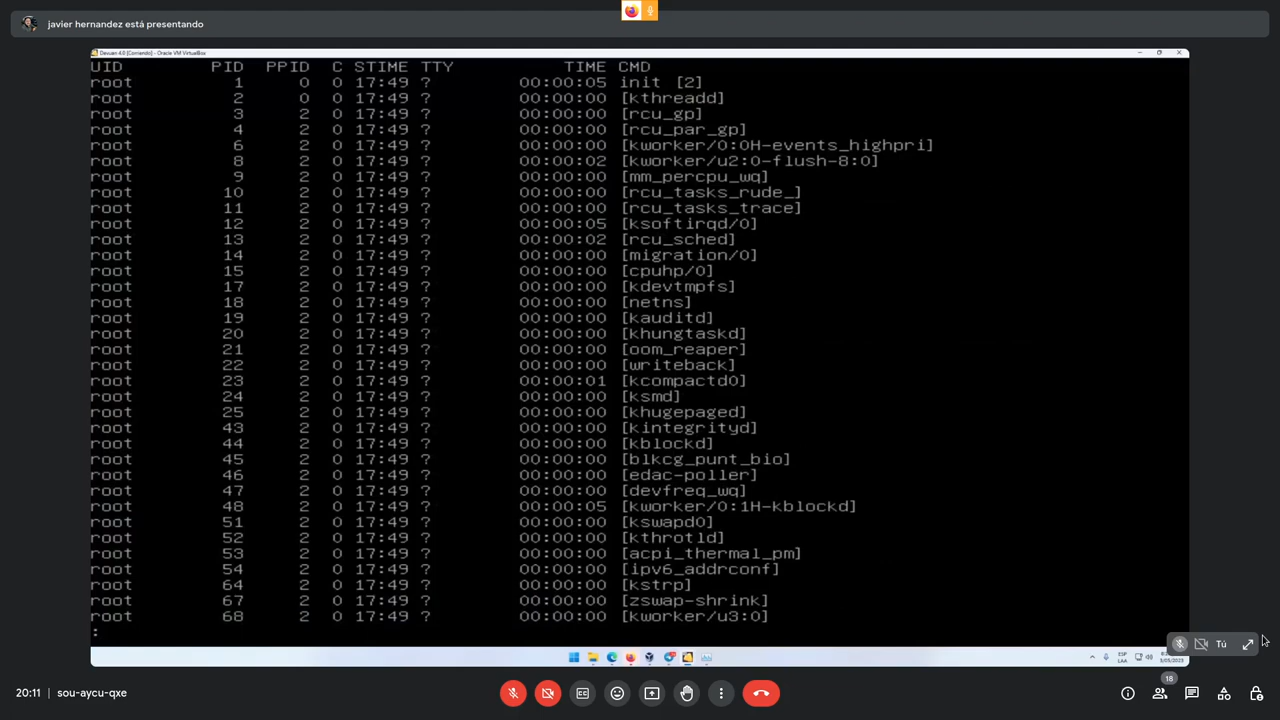 javier hernandez está presentando
Devuan 4.0 [Corriendo] - Oracle VM VirtualBox
UID PID PPID C STIME TTY TIME CMD
root 1 0 0 17:49 ? 00:00:05 init [2]
root 2 0 0 17:49 ? 00:00:00 [kthreadd]
root 3 2 0 17:49 ? 00:00:00 [rcu_gp]
root 4 2 0 17:49 ? 00:00:00 [rcu_par_gp]
root 6 2 0 17:49 ? 00:00:00 [kworker/0:0H-events_highpri]
root 8 2 0 17:49 ? 00:00:02 [kworker/u2:0-flush-8:0]
root 9 2 0 17:49 ? 00:00:00 [mm_percpu_wq]
root 10 2 0 17:49 ? 00:00:00 [rcu_tasks_rude_]
root 11 2 0 17:49 ? 00:00:00 [rcu_tasks_trace]
root 12 2 0 17:49 ? 00:00:05 [ksoftirqd/0]
root 13 2 0 17:49 ? 00:00:02 [rcu_sched]
root 14 2 0 17:49 ? 00:00:00 [migration/0]
root 15 2 0 17:49 ? 00:00:00 [cpuhp/0]
root 17 2 0 17:49 ? 00:00:00 [kdevtmpfs]
root 18 2 0 17:49 ? 00:00:00 [netns]
root 19 2 0 17:49 ? 00:00:00 [kauditd]
root 20 2 0 17:49 ? 00:00:00 [khungtaskd]
root 21 2 0 17:49 ? 00:00:00 [oom_reaper]
root 22 2 0 17:49 ? 00:00:00 [writeback]
root 23 2 0 17:49 ? 00:00:01 [kcompactd0]
root 24 2 0 17:49 ? 00:00:00 [ksmd]
root 25 2 0 17:49 ? 00:00:00 [khugepaged]
root 43 2 0 17:49 ? 00:00:00 [kintegrityd]
root 44 2 0 17:49 ? 00:00:00 [kblockd]
root 45 2 0 17:49 ? 00:00:00 [blkcg_punt_bio]
root 46 2 0 17:49 ? 00:00:00 [edac-poller]
root 47 2 0 17:49 ? 00:00:00 [devfreq_wq]
root 48 2 0 17:49 ? 00:00:05 [kworker/0:1H-kblockd]
root 51 2 0 17:49 ? 00:00:00 [kswapd0]
root 52 2 0 17:49 ? 00:00:00 [kthrotld]
root 53 2 0 17:49 ? 00:00:00 [acpi_thermal_pm]
root 54 2 0 17:49 ? 00:00:00 [ipv6_addrconf]
root 64 2 0 17:49 ? 00:00:00 [kstrp]
root 67 2 0 17:49 ? 00:00:00 [zswap-shrink]
root 68 2 0 17:49 ? 00:00:00 [kworker/u3:0]
:
Tú
ESP
LAA
5/05/2023
20:11 sou-aycu-qxe
18